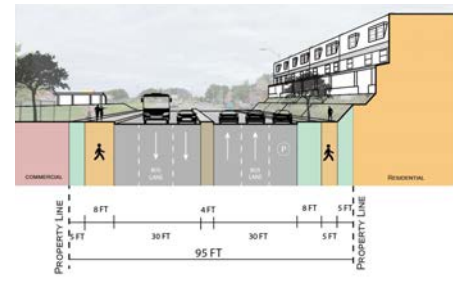 COMMERCIAL
BUS
LANE
BUS
LANE
P
RESIDENTIAL
PROPERTY LINE
8 FT
4 FT
8 FT
5 FT
5 FT
30 FT
30 FT
5 FT
PROPERTY LINE
95 FT